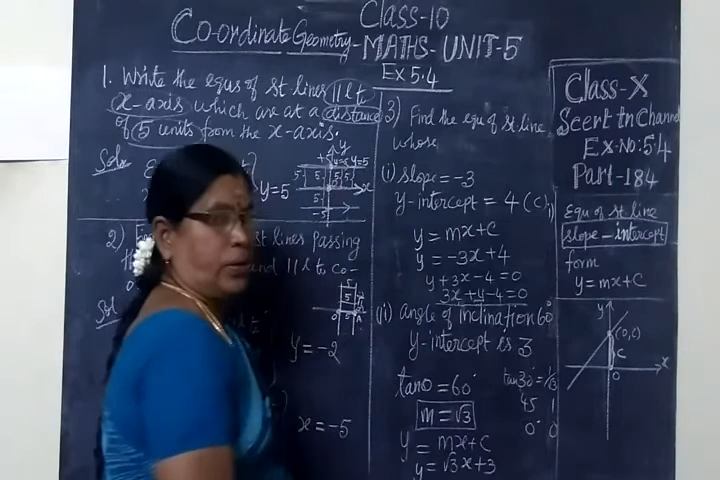 Class-10
Co-ordinate Geometry-MATHS-UNIT-5
Ex 5.4
1. Write the equs of st lines ||l to
x-axis which are at a distance
of 5 units from the x-axis.
Soln
y=5
2)
st lines passing
and ||l to co-
Sol
y = -2
x = -5
3) Find the equ of st line
whose
(i) slope = -3
y-intercept = 4 (c)
y = mx+c
y = -3x+4
y+3x-4=0
3x+y-4=0
(ii) angle of inclination 60°
y-intercept is 3
tanθ = 60°
tan30° = 1/√3
45 1
0° 0
m = √3
y = mx+c
y = √3x+3
Class-X
Scert tn Channel
Ex-No: 5.4
Part-184
Equ of st line
slope-intercept
form
y = mx+c
y
(0,c)
c
x
0